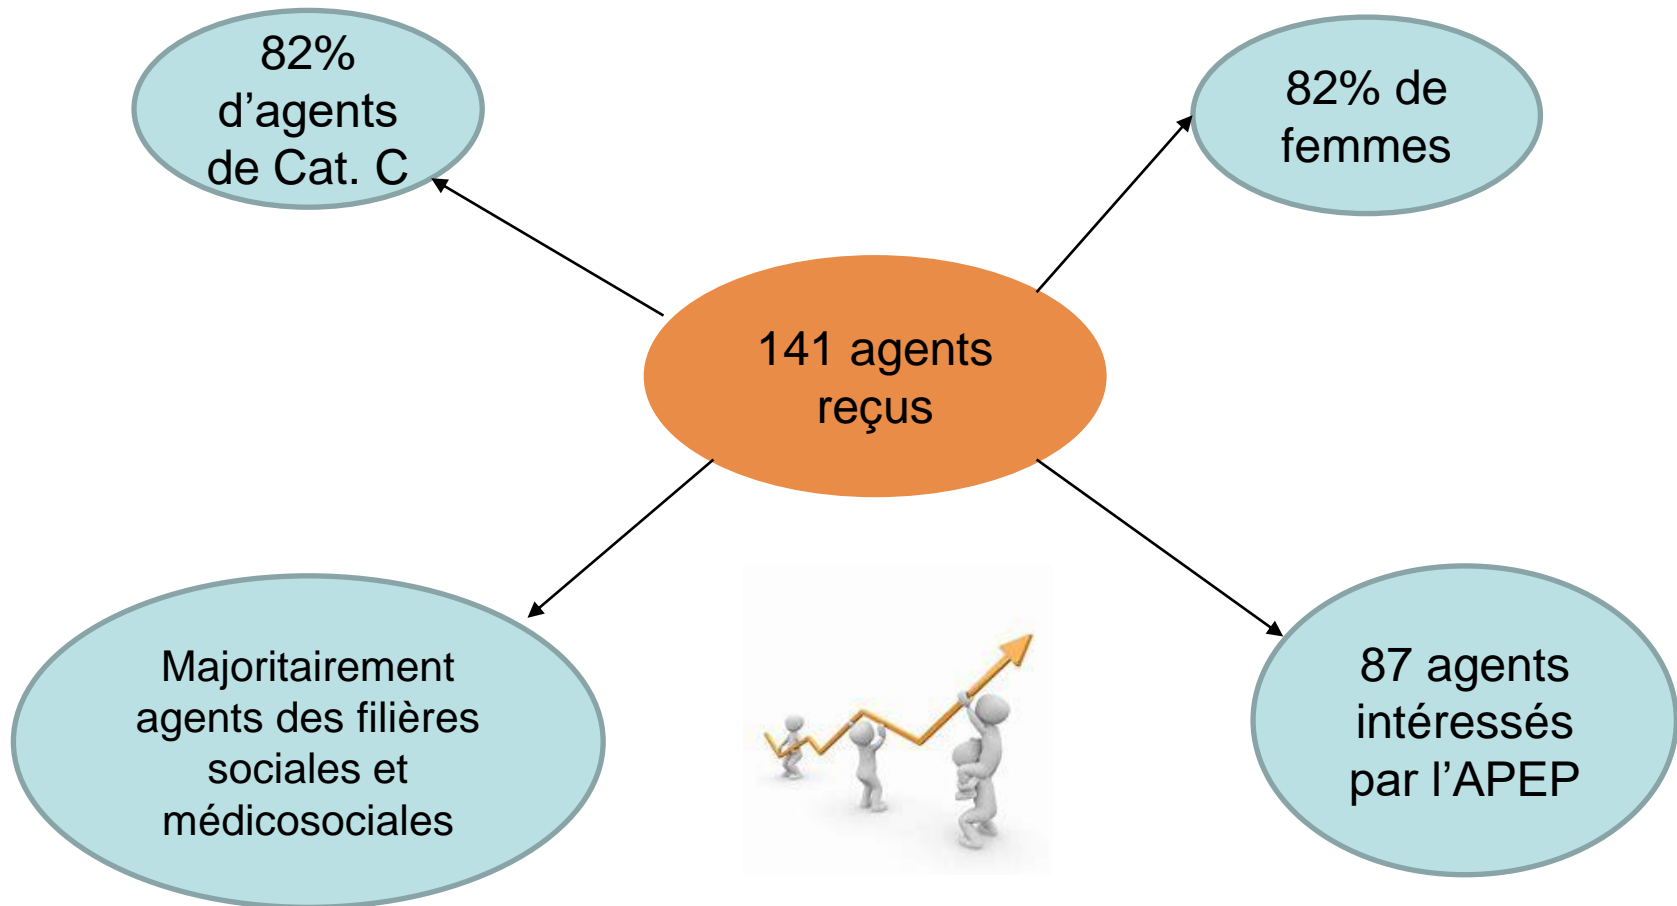 82%
d’agents
de Cat. C
82% de
femmes
141 agents
reçus
Majoritairement
agents des filières
sociales et
médicosociales
87 agents
intéressés
par l’APEP